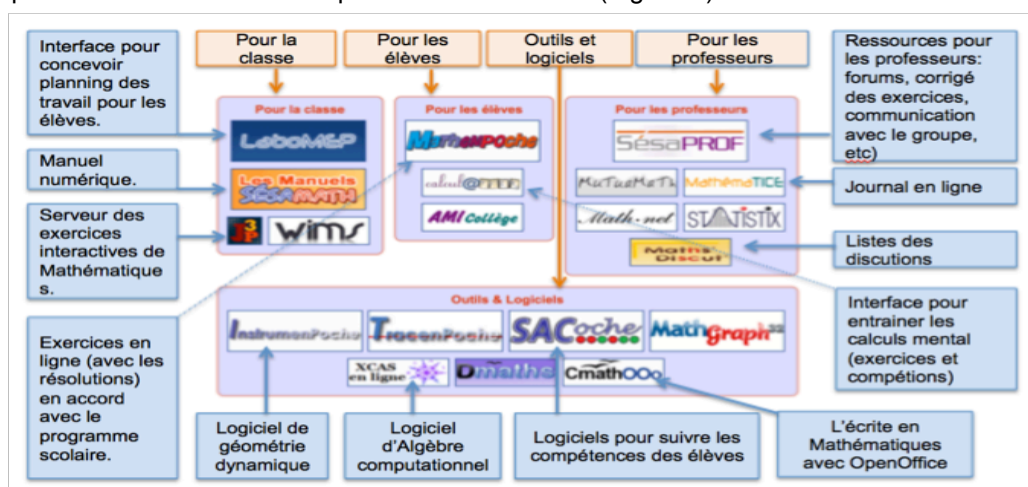 Interface pour
concevoir
planning des
travail pour les
élèves.
Manuel
numérique.
Serveur des
exercices
interactives de
Mathématique
s.
Exercices en
ligne (avec les
résolutions)
en accord
avec le
programme
scolaire.
Pour la
classe
Pour les
élèves
Outils et
logiciels
Pour les
professeurs
Pour la classe
LaboMEP
Les Manuels
SÉSAMATH
J3P
wims
Pour les élèves
MathenPoche
calcul@TICE
AMI Collège
Pour les professeurs
SésaPROF
MuTuaMaTh
MathémaTICE
Math.net
STATISTIX
Maths
Discut'
Outils & Logiciels
InstrumenPoche
TracenPoche
SACoche
MathGraph32
XCAS
en ligne
Dmaths
CmathOOo
Ressources pour
les professeurs:
forums, corrigé
des exercices,
communication
avec le groupe,
etc)
Journal en ligne
Listes des
discutions
Interface pour
entrainer les
calculs mental
(exercices et
compétions)
Logiciel de
géométrie
dynamique
Logiciel
d'Algèbre
computationnel
Logiciels pour suivre les
compétences des élèves
L'écrite en
Mathématiques
avec OpenOffice